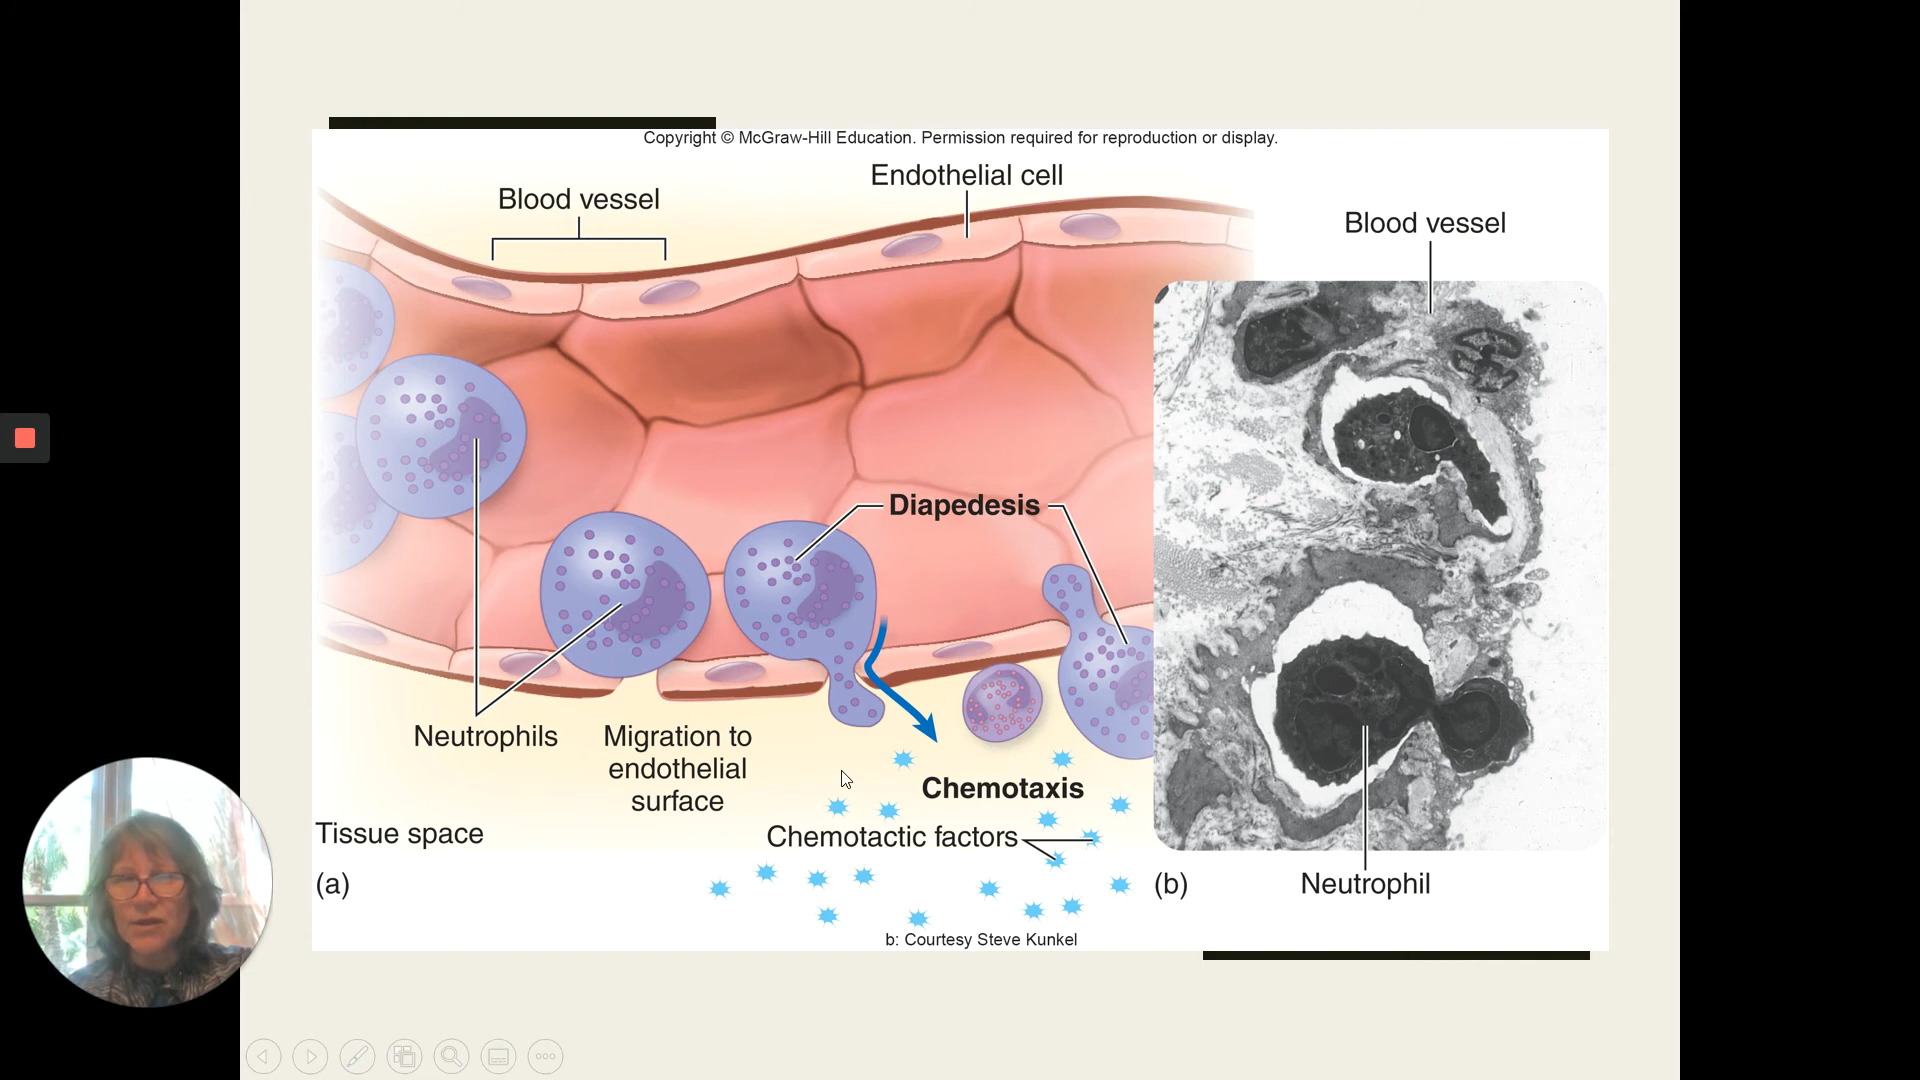 Copyright © McGraw-Hill Education. Permission required for reproduction or display.
Endothelial cell
Blood vessel
Blood vessel
Diapedesis
Neutrophils
Migration to
endothelial
surface
Chemotaxis
Chemotactic factors
Tissue space
(a)
(b)
Neutrophil
b: Courtesy Steve Kunkel